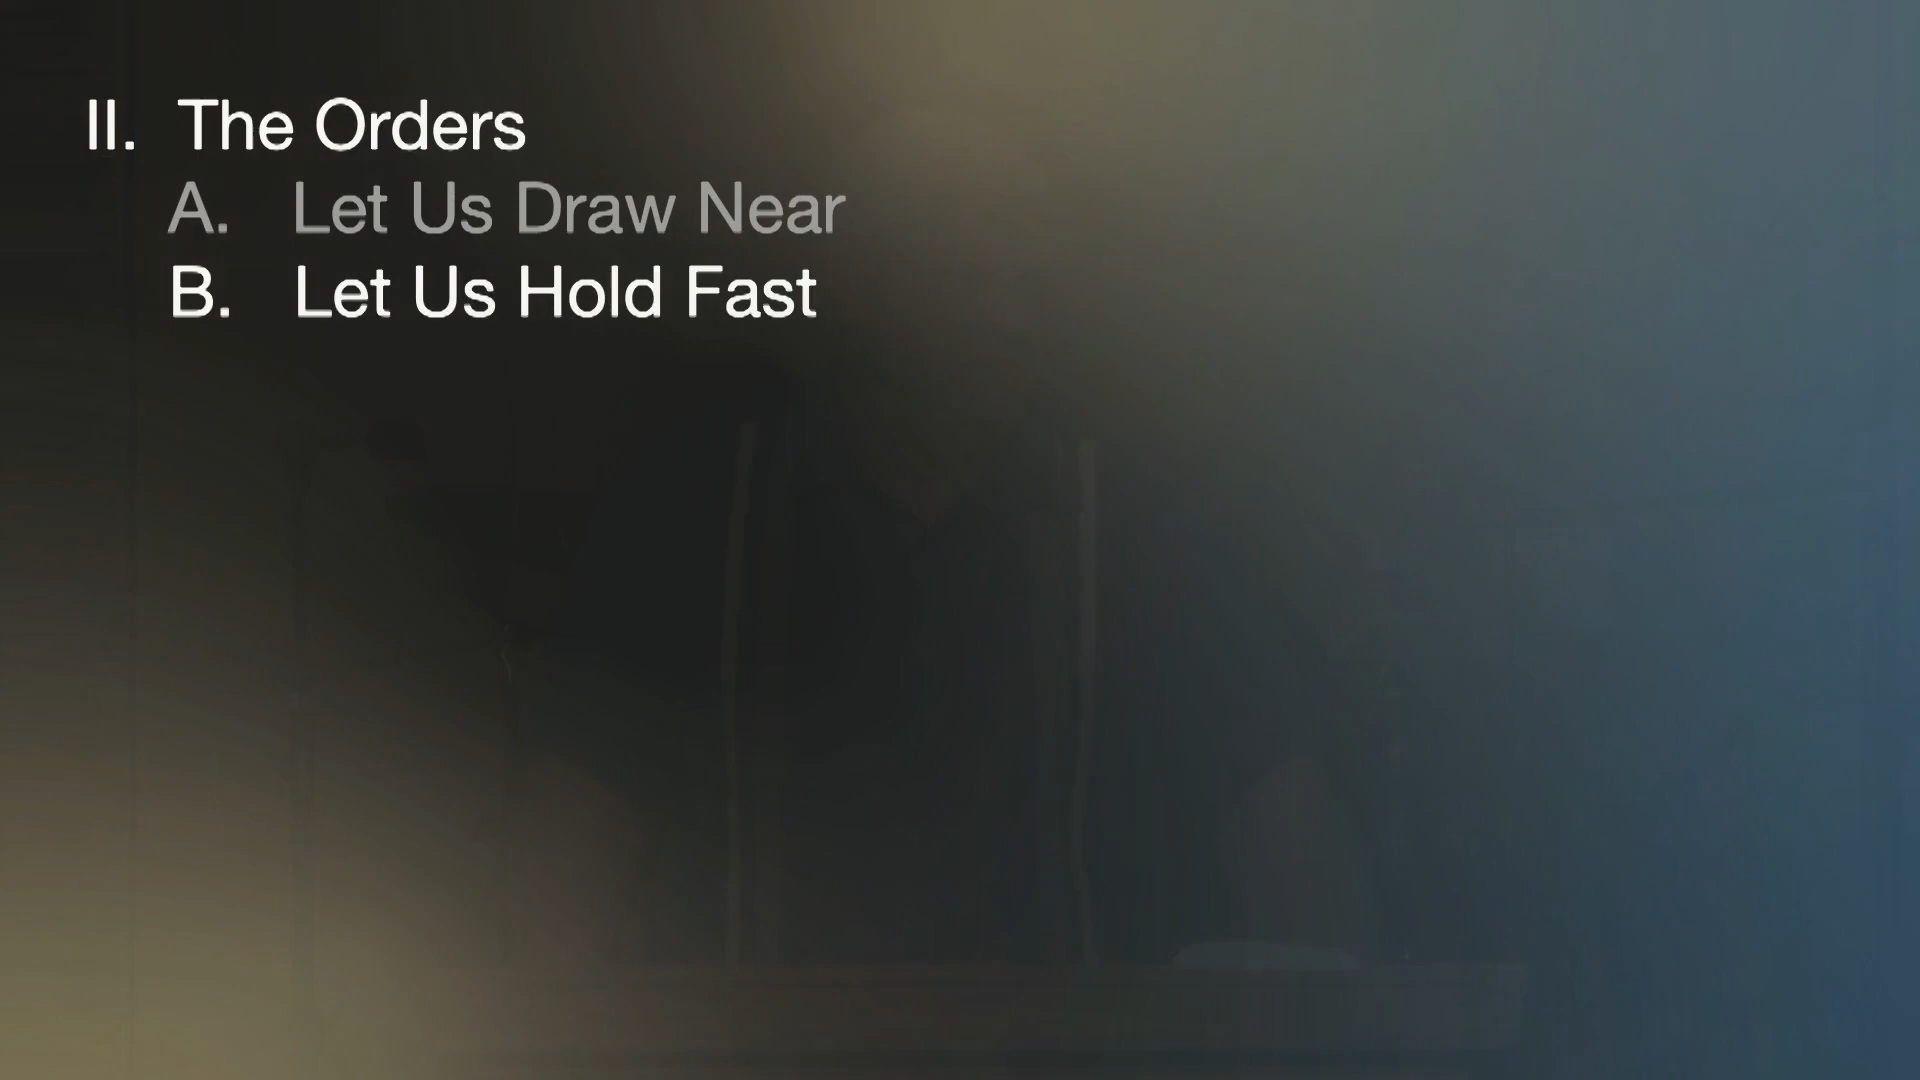 II. The Orders
A. Let Us Draw Near
B. Let Us Hold Fast